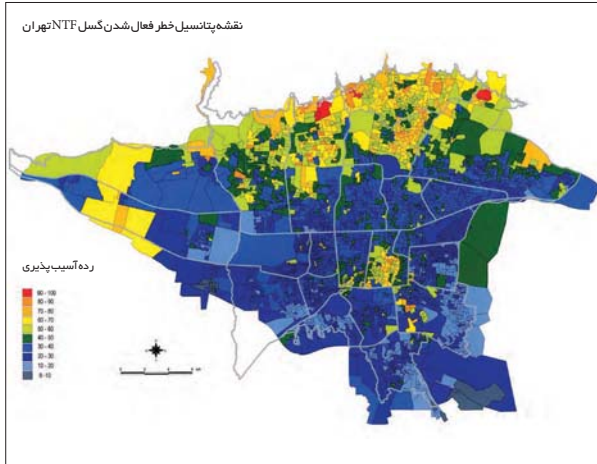 نقشه پتانسیل خطر فعال شدن گسل NTF تهران
رده آسیب پذیری
90 - 100
80 - 90
70 - 80
60 - 70
50 - 60
40 - 50
30 - 40
20 - 30
10 - 20
0 - 10